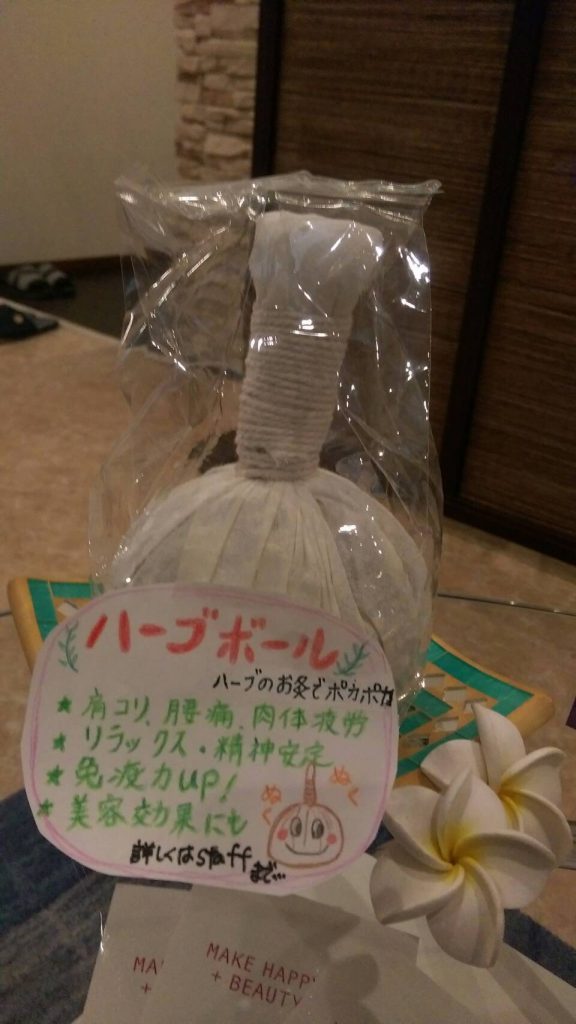 ハーブボール
ハーブのお灸でポカポカ
★肩コリ、腰痛、肉体疲労
★リラックス・精神安定
★免疫力up!
★美容効果にも
ぬく
ぬく
詳しくはstaff
まで…
MAKE HAPP
+ BEAUTY
MA
+